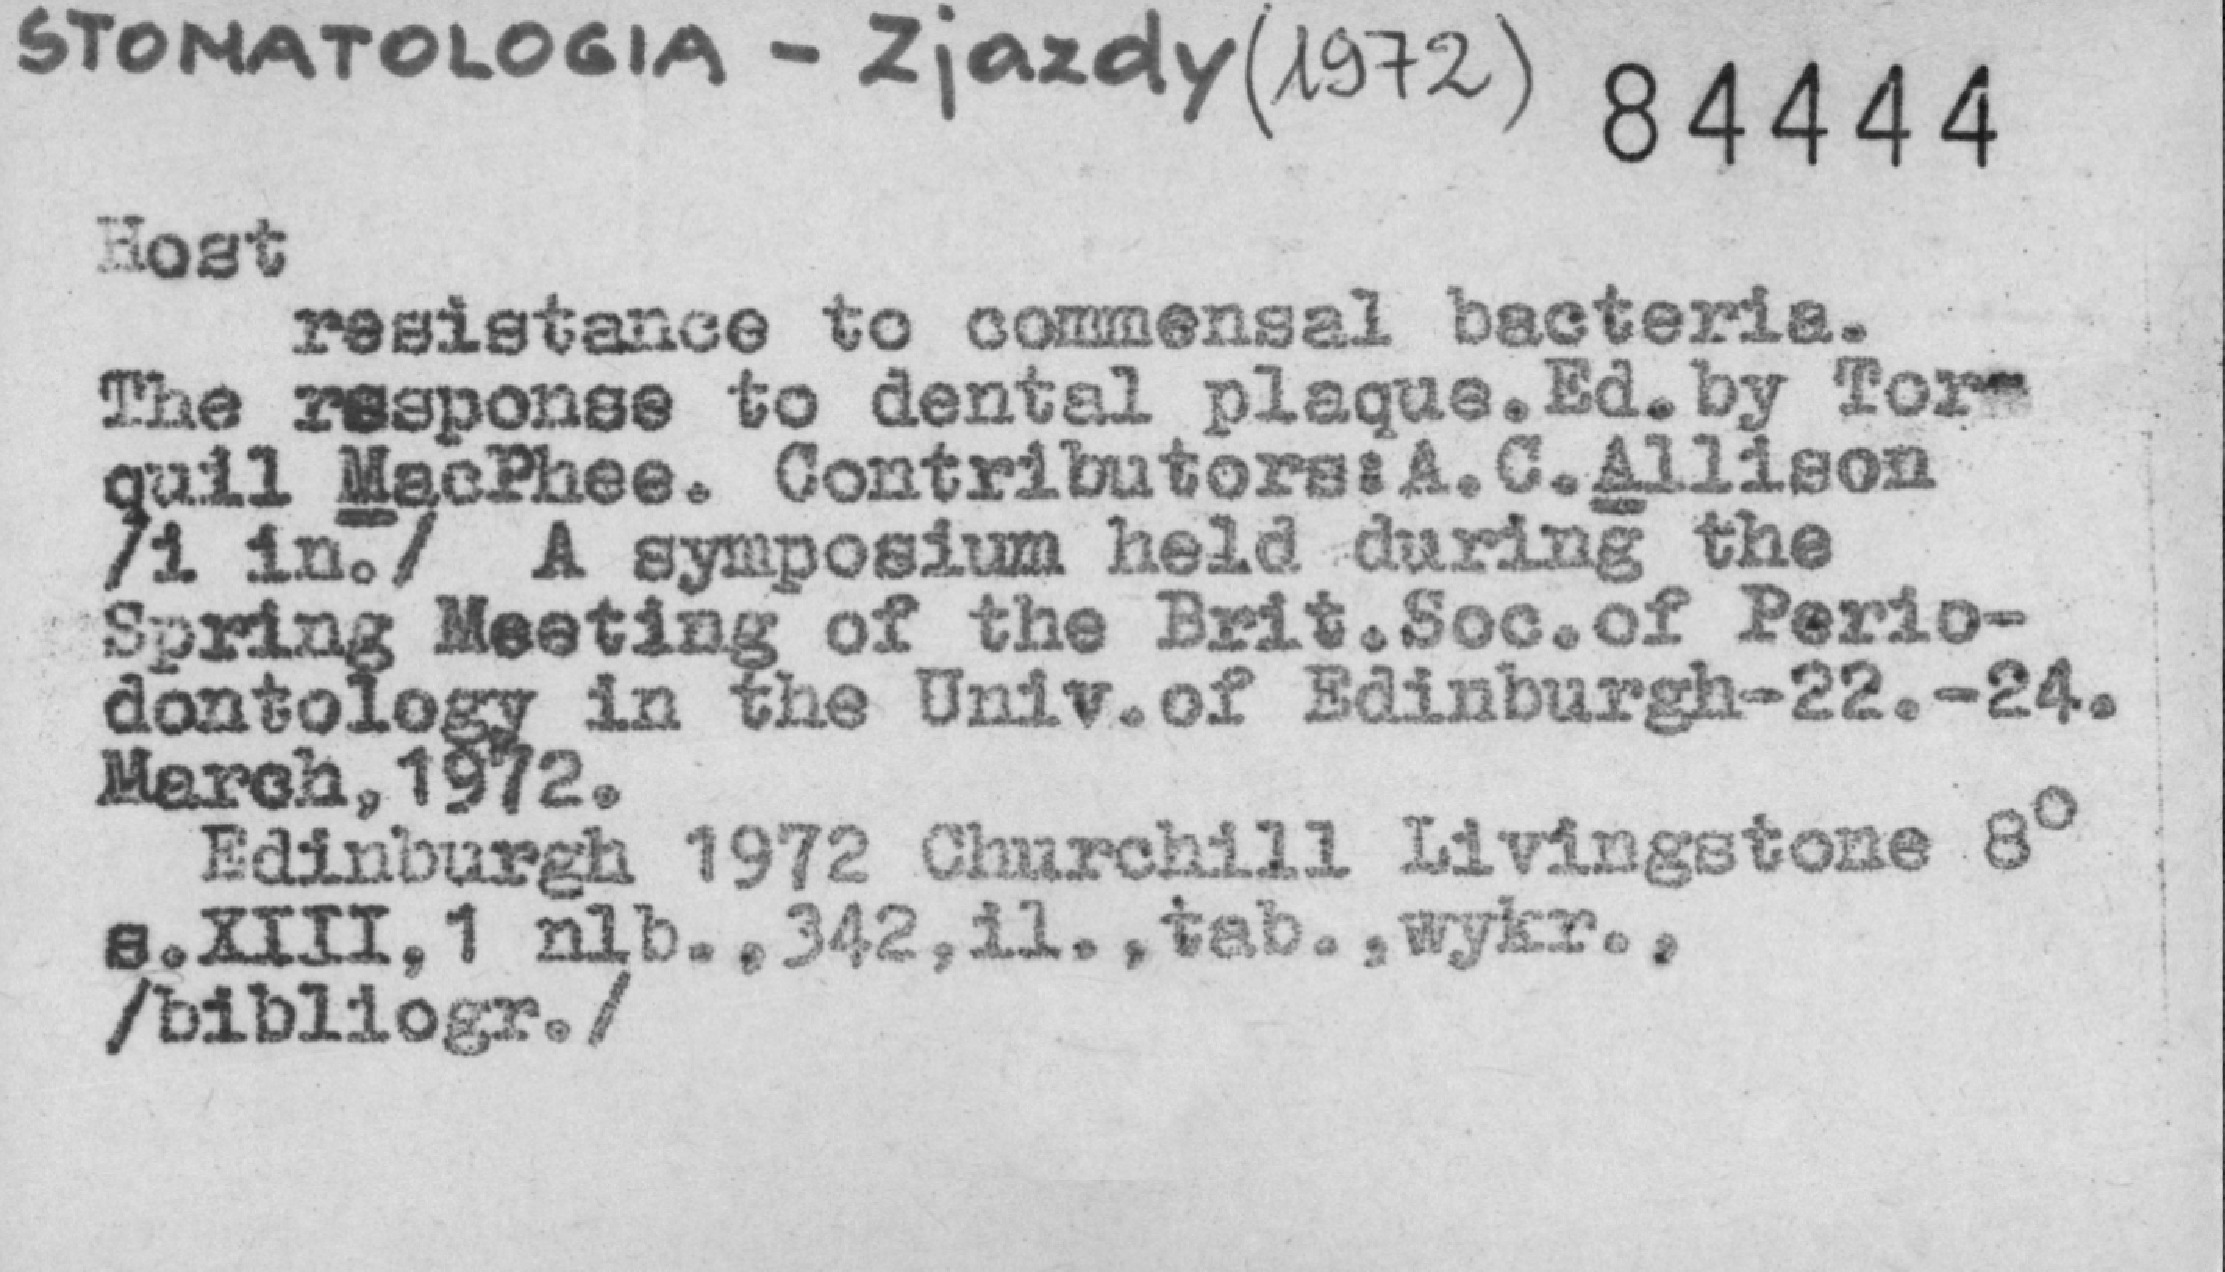 STOMATOLOGIA - Zjazdy (1972) 84444
Host
resistance to commensal bacteria.
The response to dental plaque.Ed.by Tor-
quil MacPhee. Contributors:A.C.Allison
/i in./ A symposium held during the
Spring Meeting of the Brit.Soc.of Perio-
dontology in the Univ.of Edinburgh-22.-24.
March,1972.
Edinburgh 1972 Churchill Livingstone 8°
s.XIII,1 nlb.,342,il.,tab.,wykr.,
/bibliogr./